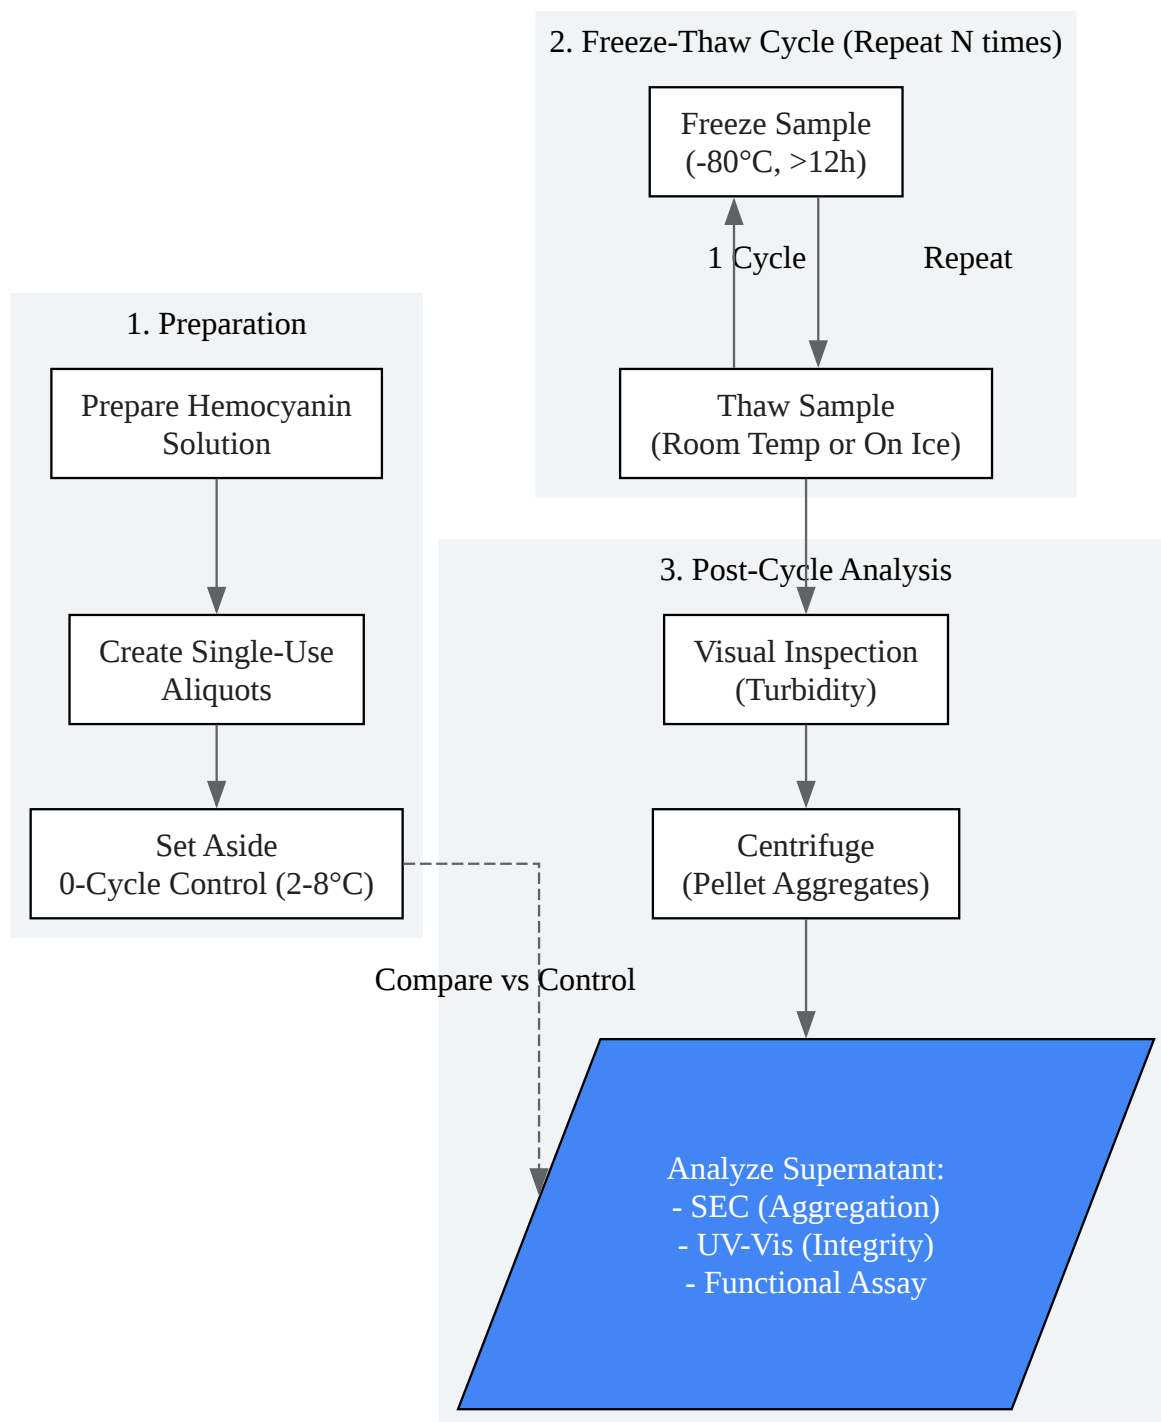 2. Freeze-Thaw Cycle (Repeat N times)
Freeze Sample
(-80°C, >12h)
1 Cycle
Repeat
Thaw Sample
(Room Temp or On Ice)
1. Preparation
Prepare Hemocyanin
Solution
Create Single-Use
Aliquots
Set Aside
0-Cycle Control (2-8°C)
Compare vs Control
3. Post-Cycle Analysis
Visual Inspection
(Turbidity)
Centrifuge
(Pellet Aggregates)
Analyze Supernatant:
- SEC (Aggregation)
- UV-Vis (Integrity)
- Functional Assay